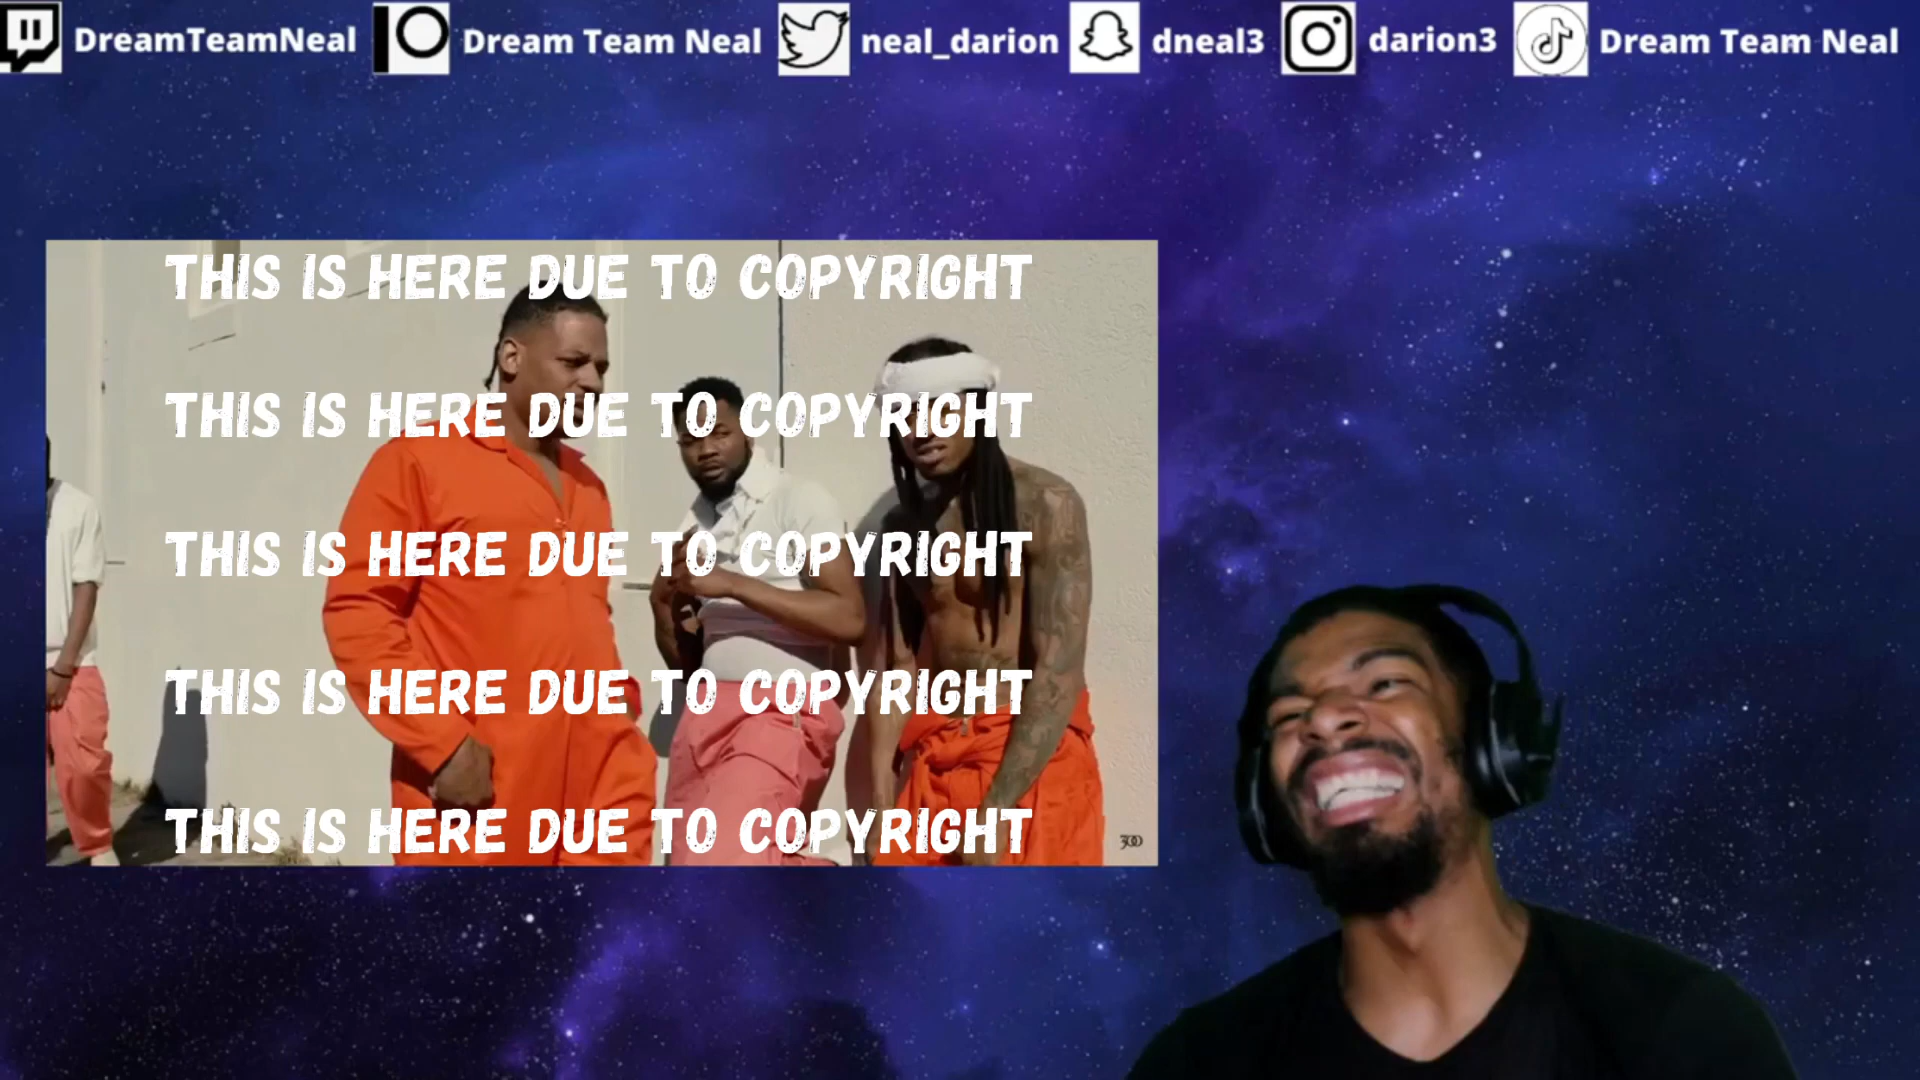 DreamTeamNeal Dream Team Neal neal_darion dneal3 darion3 Dream Team Neal
THIS IS HERE DUE TO COPYRIGHT
THIS IS HERE DUE TO COPYRIGHT
THIS IS HERE DUE TO COPYRIGHT
THIS IS HERE DUE TO COPYRIGHT
THIS IS HERE DUE TO COPYRIGHT
300